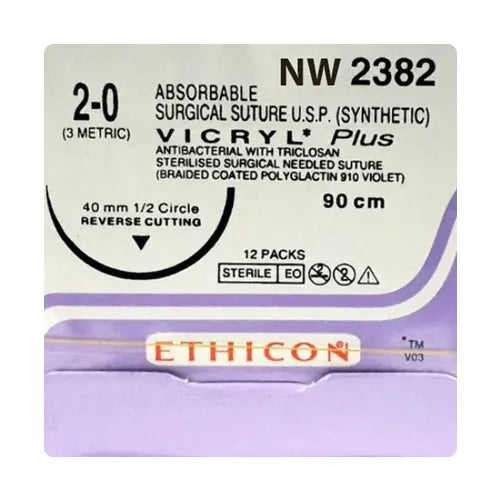 NW 2382
2-0
(3 METRIC)
ABSORBABLE
SURGICAL SUTURE U.S.P. (SYNTHETIC)
VICRYL* Plus
ANTIBACTERIAL WITH TRICLOSAN
STERILISED SURGICAL NEEDLED SUTURE
(BRAIDED COATED POLYGLACTIN 910 VIOLET)
90 cm
40 mm 1/2 Circle
REVERSE CUTTING
12 PACKS
STERILE EO
ETHICON
*TM
V03